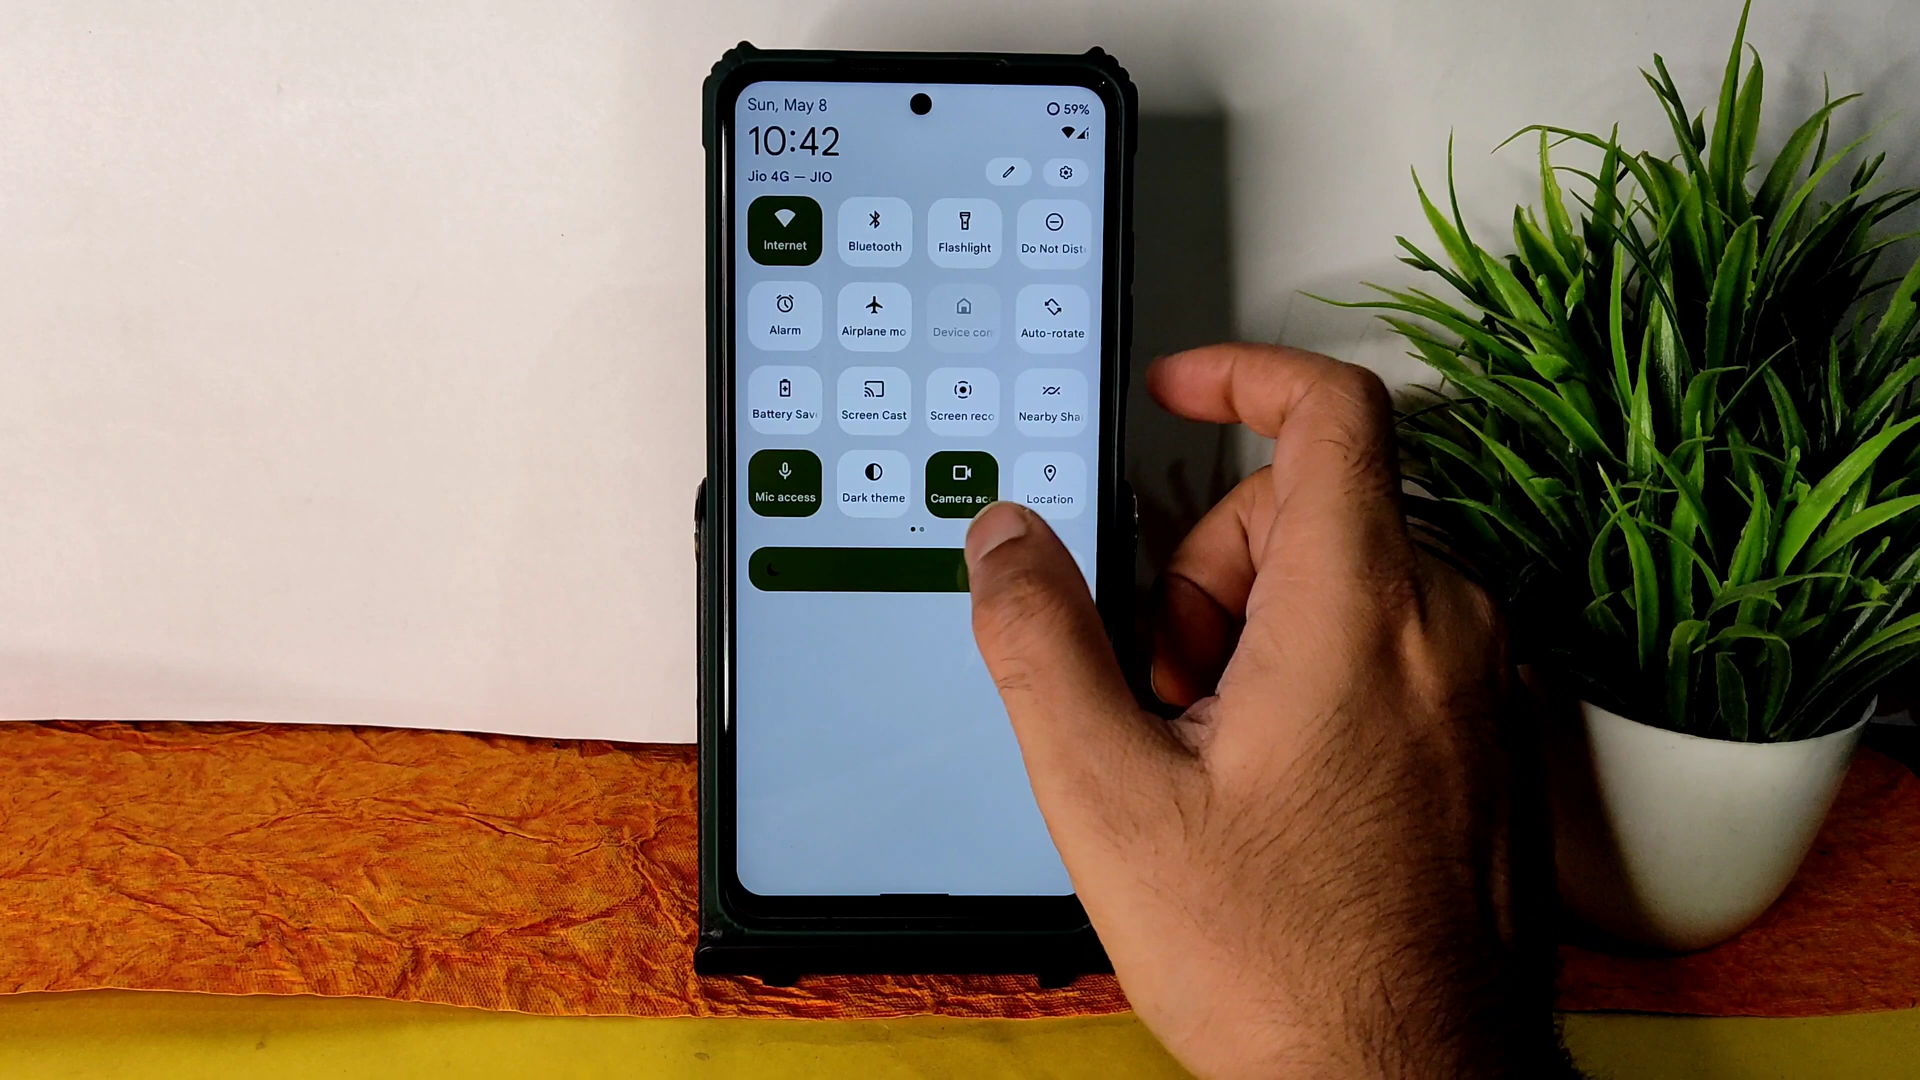 Sun, May 8
59%
10:42
Jio 4G — JIO
Internet
Bluetooth
Flashlight
Do Not Dist
Alarm
Airplane mo
Device con
Auto-rotate
Battery Sav
Screen Cast
Screen reco
Nearby Sha
Mic access
Dark theme
Camera ac
Location